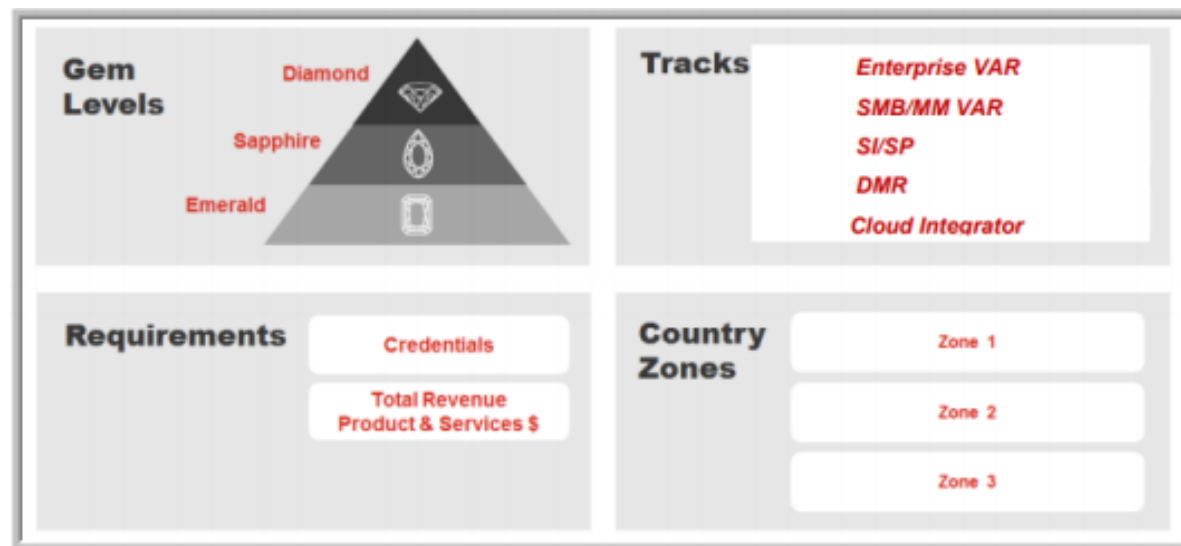 Gem
Levels
Diamond
Sapphire
Emerald
Tracks
Enterprise VAR
SMB/MM VAR
SI/SP
DMR
Cloud Integrator
Requirements
Credentials
Total Revenue
Product & Services $
Country
Zones
Zone 1
Zone 2
Zone 3